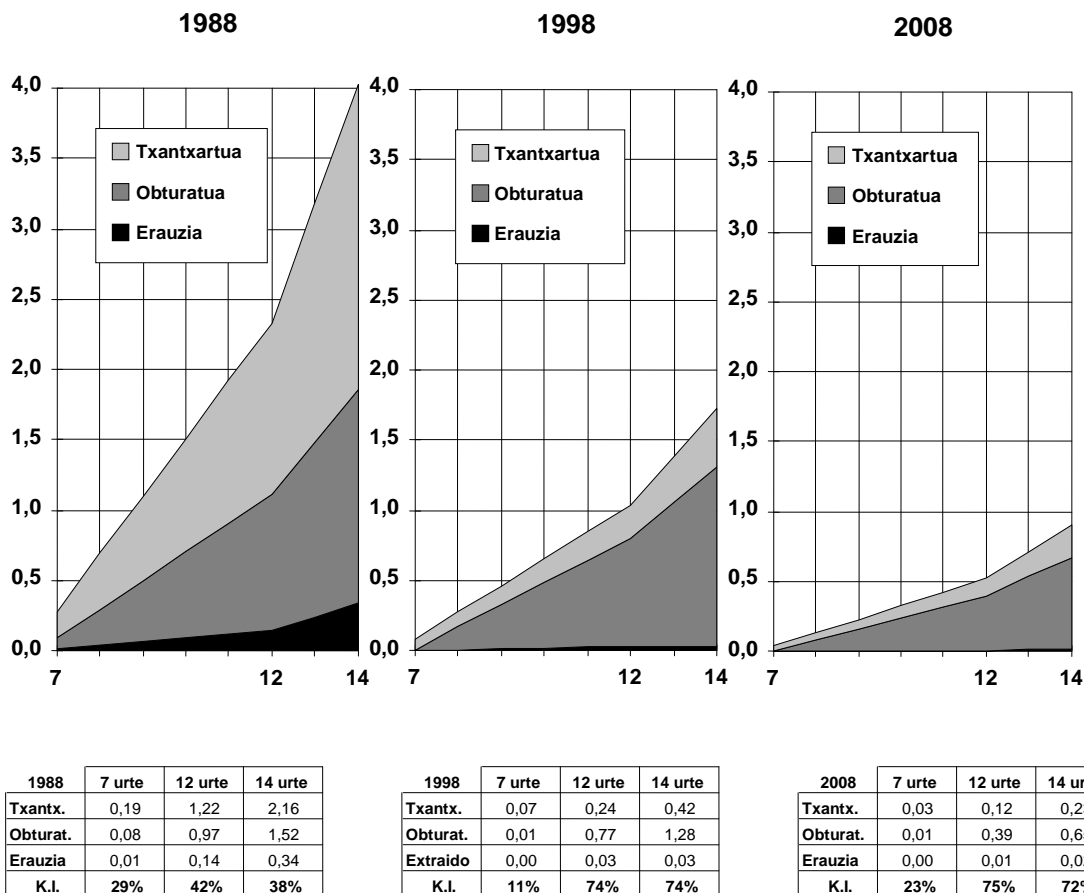 1988 1998 2008
4,0 4,0 4,0
Txantxartua Txantxartua Txantxartua
3,5 3,5 3,5
Obturatua Obturatua Obturatua
3,0 3,0 3,0
Erauzia Erauzia Erauzia
2,5 2,5 2,5
2,0 2,0 2,0
1,5 1,5 1,5
1,0 1,0 1,0
0,5 0,5 0,5
0,0 0,0 0,0
7 12 14 7 12 14 7 12 14
1988 7 urte 12 urte 14 urte 1998 7 urte 12 urte 14 urte 2008 7 urte 12 urte 14
Txantx. 0,19 1,22 2,16 Txantx. 0,07 0,24 0,42 Txantx. 0,03 0,12
Obturat. 0,08 0,97 1,52 Obturat. 0,01 0,77 1,28 Obturat. 0,01 0,39
Erauzia 0,01 0,14 0,34 Extraido 0,00 0,03 0,03 Erauzia 0,00 0,01
K.I. 29% 42% 38% K.I. 11% 74% 74% K.I. 23% 75% 72%